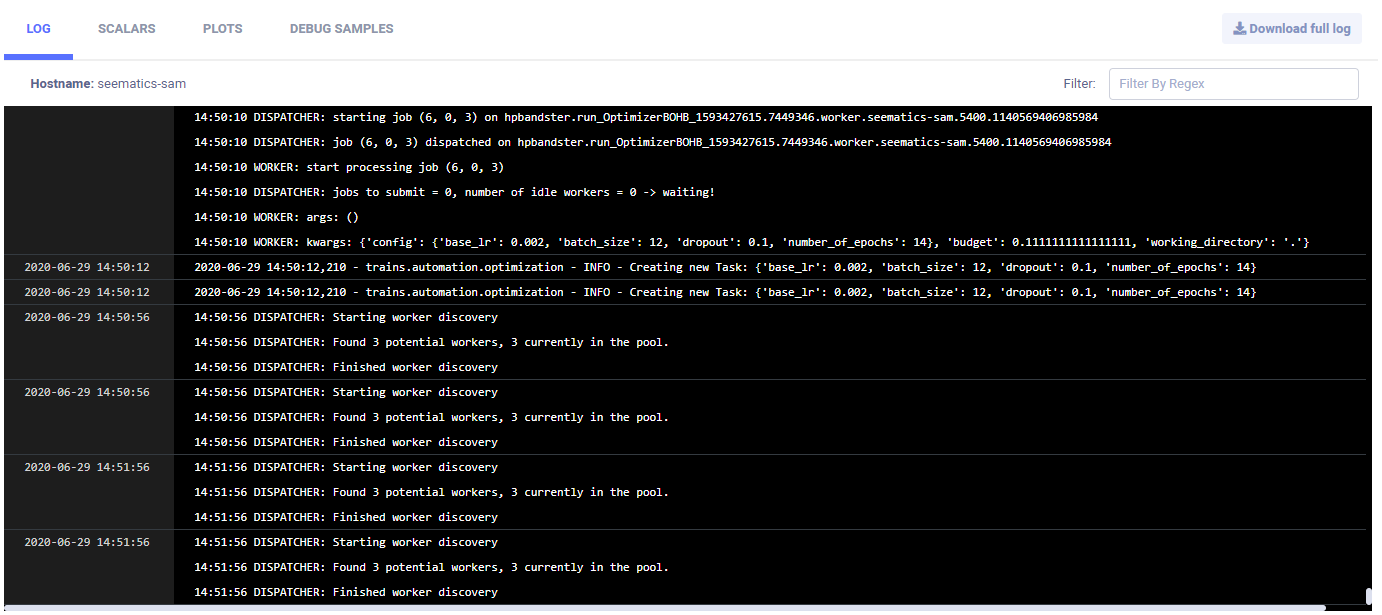 LOG SCALARS PLOTS DEBUG SAMPLES Download full log
Hostname: seematics-sam Filter: Filter By Regex
14:50:10 DISPATCHER: starting job (6, 0, 3) on hpbandster.run_OptimizerBOHB_1593427615.7449346.worker.seematics-sam.5400.1140569406985984
14:50:10 DISPATCHER: job (6, 0, 3) dispatched on hpbandster.run_OptimizerBOHB_1593427615.7449346.worker.seematics-sam.5400.1140569406985984
14:50:10 WORKER: start processing job (6, 0, 3)
14:50:10 DISPATCHER: jobs to submit = 0, number of idle workers = 0 -> waiting!
14:50:10 WORKER: args: ()
14:50:10 WORKER: kwargs: {'config': {'base_lr': 0.002, 'batch_size': 12, 'dropout': 0.1, 'number_of_epochs': 14}, 'budget': 0.1111111111111111, 'working_directory': '.'}
2020-06-29 14:50:12 2020-06-29 14:50:12,210 - trains.automation.optimization - INFO - Creating new Task: {'base_lr': 0.002, 'batch_size': 12, 'dropout': 0.1, 'number_of_epochs': 14}
2020-06-29 14:50:12 2020-06-29 14:50:12,210 - trains.automation.optimization - INFO - Creating new Task: {'base_lr': 0.002, 'batch_size': 12, 'dropout': 0.1, 'number_of_epochs': 14}
2020-06-29 14:50:56 14:50:56 DISPATCHER: Starting worker discovery
14:50:56 DISPATCHER: Found 3 potential workers, 3 currently in the pool.
14:50:56 DISPATCHER: Finished worker discovery
2020-06-29 14:50:56 14:50:56 DISPATCHER: Starting worker discovery
14:50:56 DISPATCHER: Found 3 potential workers, 3 currently in the pool.
14:50:56 DISPATCHER: Finished worker discovery
2020-06-29 14:51:56 14:51:56 DISPATCHER: Starting worker discovery
14:51:56 DISPATCHER: Found 3 potential workers, 3 currently in the pool.
14:51:56 DISPATCHER: Finished worker discovery
2020-06-29 14:51:56 14:51:56 DISPATCHER: Starting worker discovery
14:51:56 DISPATCHER: Found 3 potential workers, 3 currently in the pool.
14:51:56 DISPATCHER: Finished worker discovery